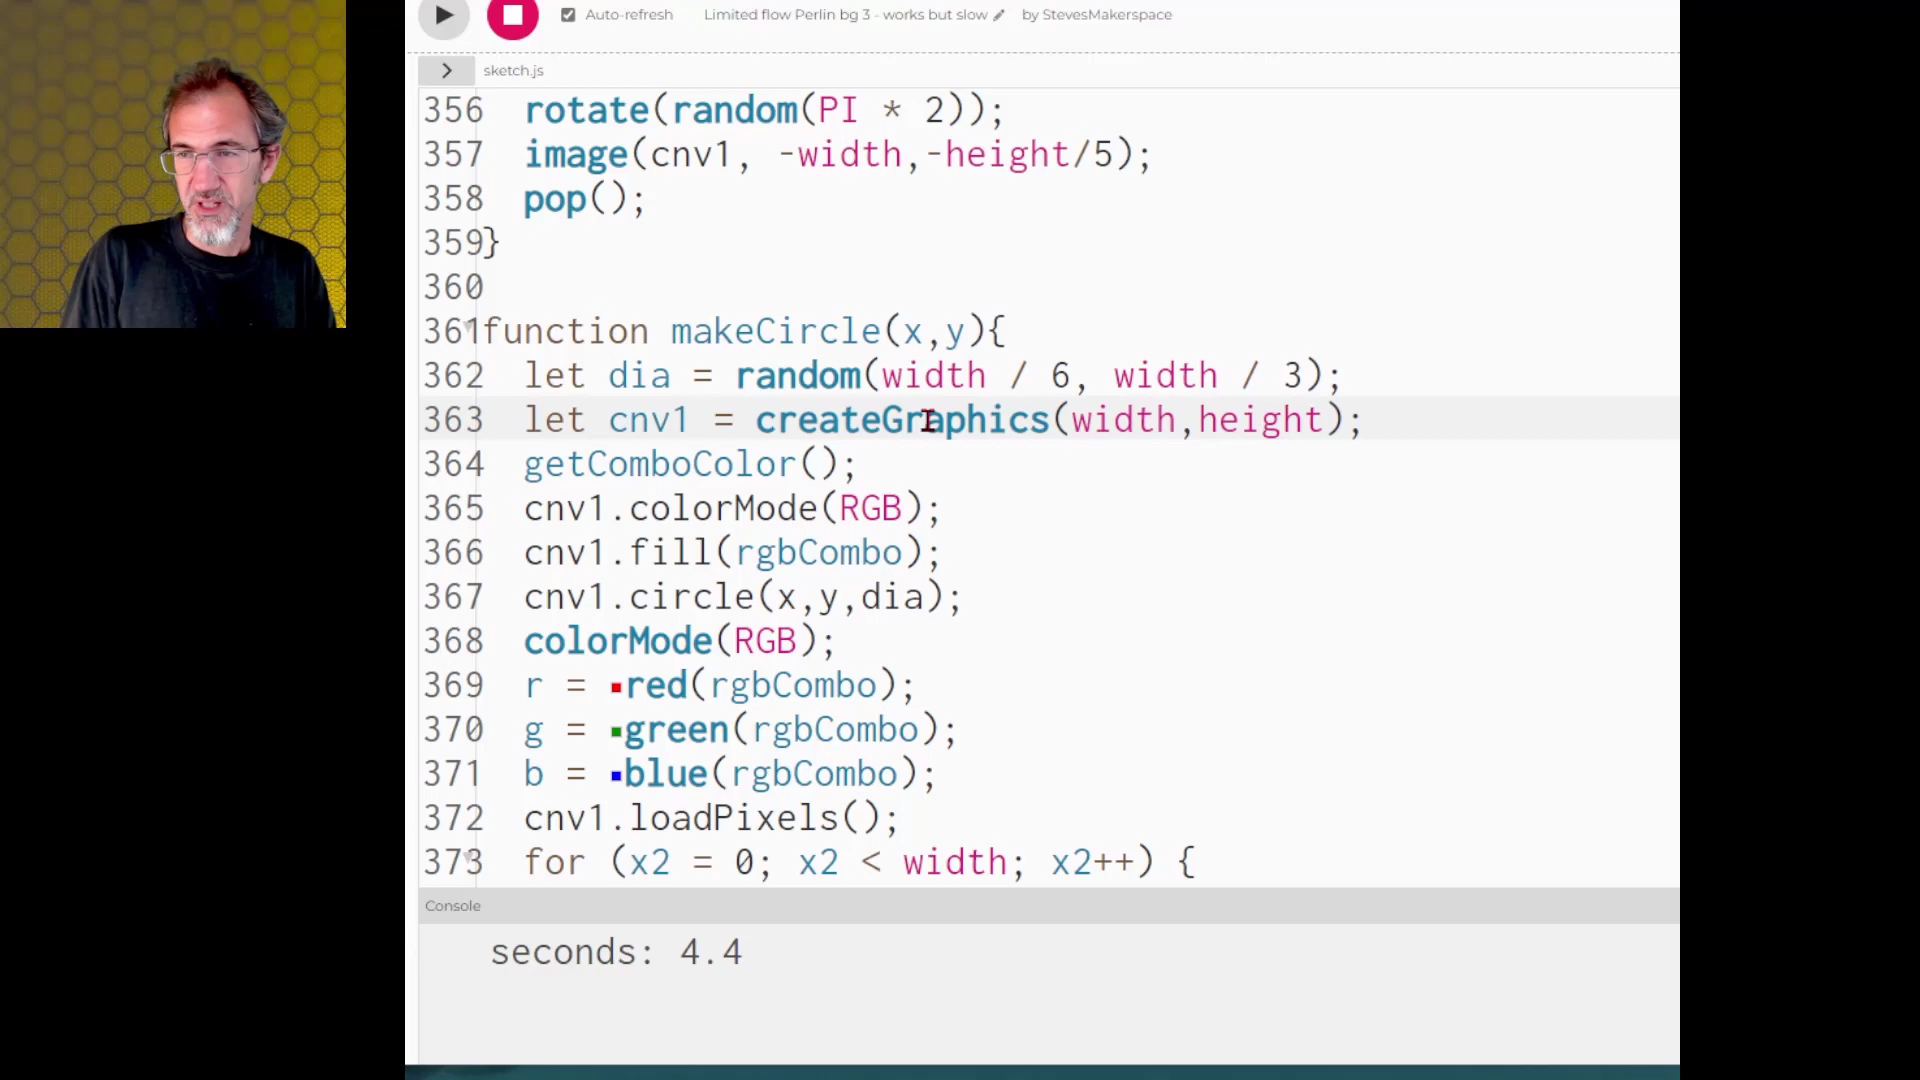 Auto-refresh Limited flow Perlin bg 3 - works but slow by StevesMakerspace
sketch.js
356 rotate(random(PI * 2));
357 image(cnv1, -width,-height/5);
358 pop();
359 }
360
361 function makeCircle(x,y){
362 let dia = random(width / 6, width / 3);
363 let cnv1 = createGraphics(width,height);
364 getComboColor();
365 cnv1.colorMode(RGB);
366 cnv1.fill(rgbCombo);
367 cnv1.circle(x,y,dia);
368 colorMode(RGB);
369 r = red(rgbCombo);
370 g = green(rgbCombo);
371 b = blue(rgbCombo);
372 cnv1.loadPixels();
373 for (x2 = 0; x2 < width; x2++) {
Console
seconds: 4.4